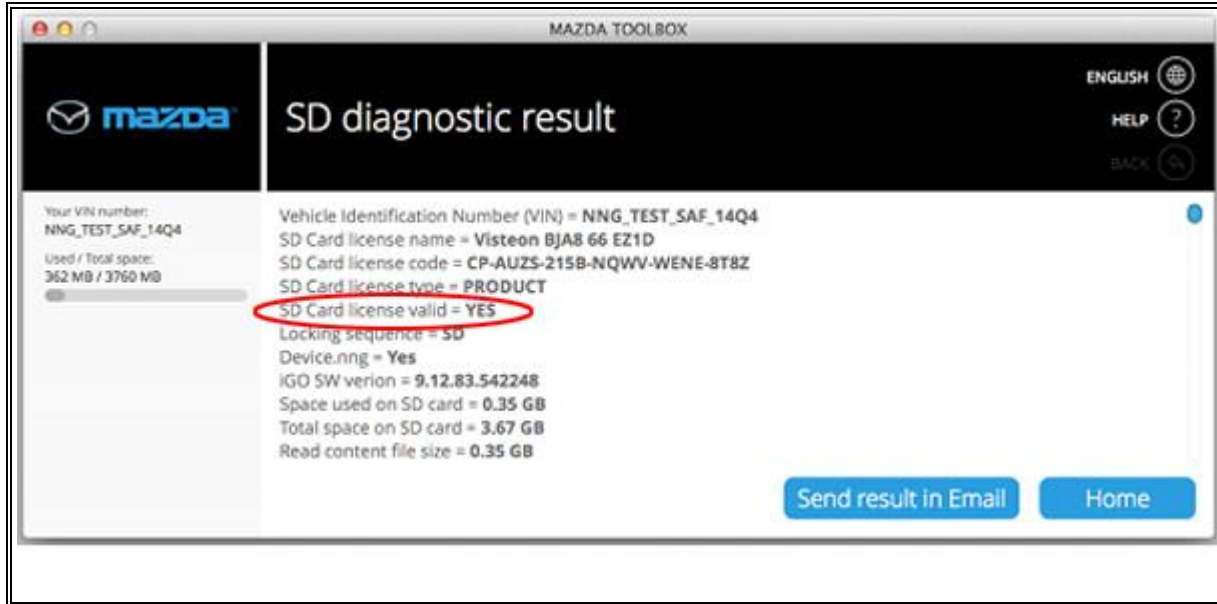 MAZDA TOOLBOX
mazda
SD diagnostic result
ENGLISH
HELP
BACK
Your VIN number:
NNG_TEST_SAF_14Q4
Used / Total space:
362 MB / 3760 MB
Vehicle Identification Number (VIN) = NNG_TEST_SAF_14Q4
SD Card license name = Visteon BJA8 66 EZ1D
SD Card license code = CP-AUZS-215B-NQWV-WENE-8T8Z
SD Card license type = PRODUCT
SD Card license valid = YES
Locking sequence = SD
Device.nng = Yes
iGO SW verion = 9.12.83.542248
Space used on SD card = 0.35 GB
Total space on SD card = 3.67 GB
Read content file size = 0.35 GB
Send result in Email
Home